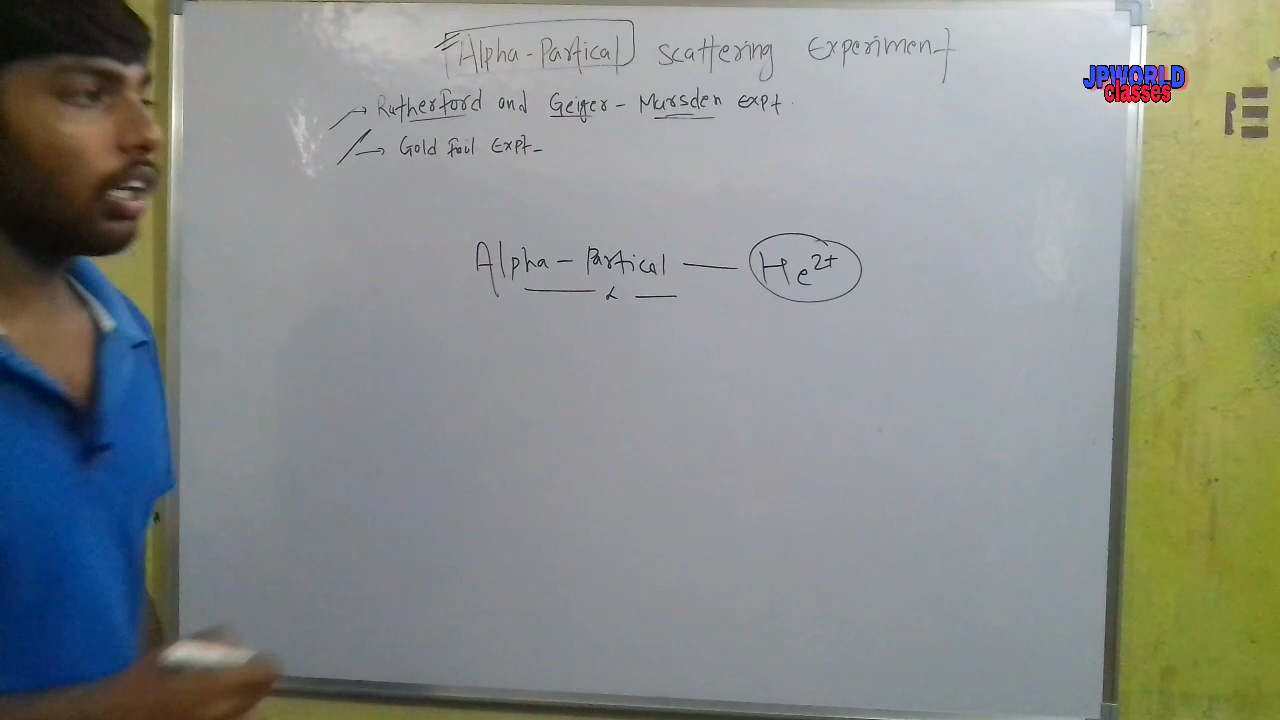 Alpha-Partical scattering Experiment
JPWORLD
classes
→ Rutherford and Geiger - Marsden expt.
→ Gold foil Expt-
Alpha - Partical — He2+
α